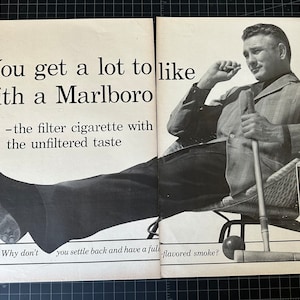 You get a lot to like
with a Marlboro
–the filter cigarette with
the unfiltered taste
Why don't you settle back and have a full flavored smoke?